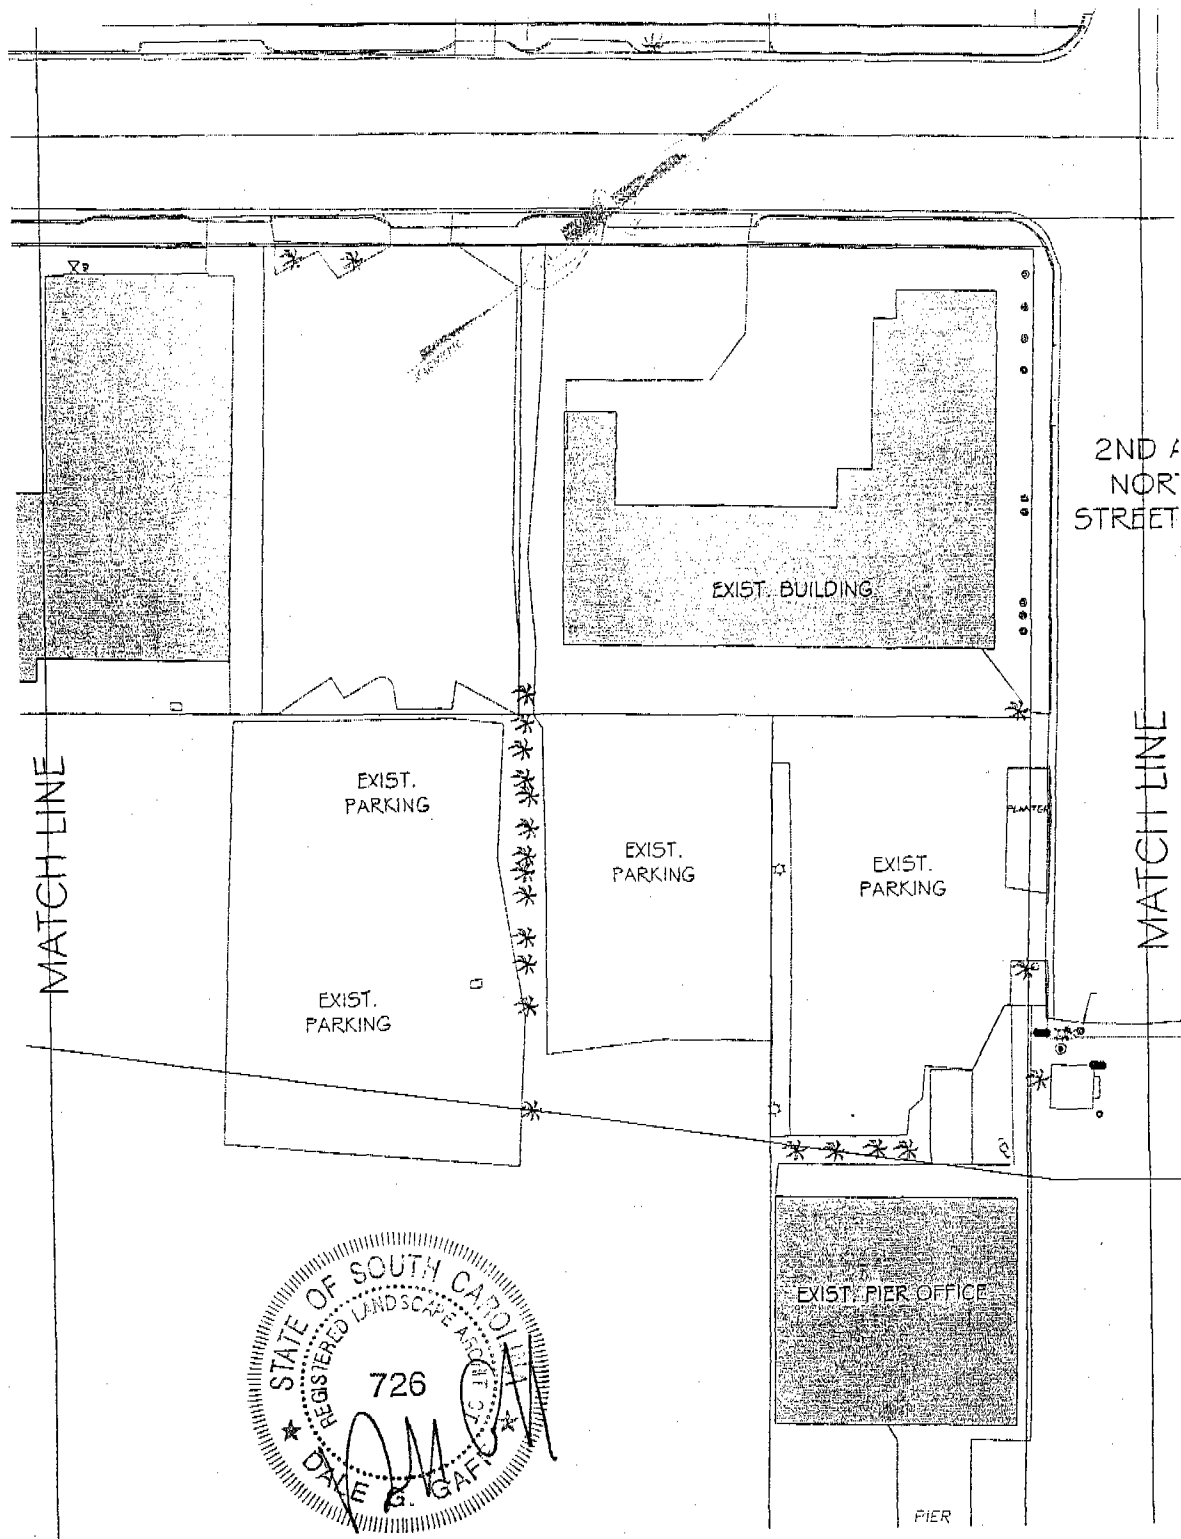 2ND
NOR
STREET
EXIST. BUILDING
MATCH LINE
MATCH LINE
EXIST.
PARKING
PLANTER
EXIST.
PARKING
EXIST.
PARKING
EXIST.
PARKING
EXIST. PIER OFFICE
STATE OF SOUTH CAROLINA
REGISTERED LANDSCAPE ARCHITECT
726
DALE G.
PIER